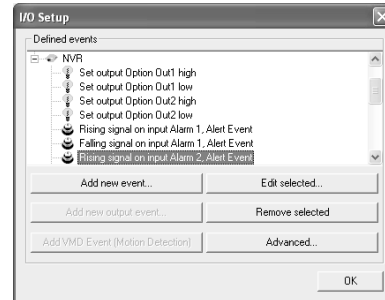 I/O Setup
Defined events
NVR
Set output Option Out1 high
Set output Option Out1 low
Set output Option Out2 high
Set output Option Out2 low
Rising signal on input Alarm 1, Alert Event
Falling signal on input Alarm 1, Alert Event
Rising signal on input Alarm 2, Alert Event
Add new event... Edit selected...
Add new output event... Remove selected
Add VMD Event (Motion Detection) Advanced...
OK